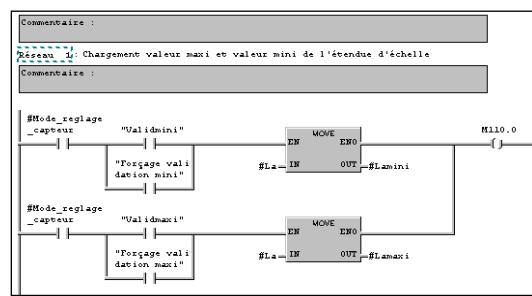 Commentaire :
Réseau 1: Chargement valeur maxi et valeur mini de l'étendue d'échelle
Commentaire :
#Mode_reglage
_capteur
"Validmini"
MOVE
EN ENO
M110.0
( )
"Forçage vali
dation mini"
#La IN OUT #Lamini
#Mode_reglage
_capteur
"Validmaxi"
MOVE
EN ENO
"Forçage vali
dation maxi"
#La IN OUT #Lamaxi